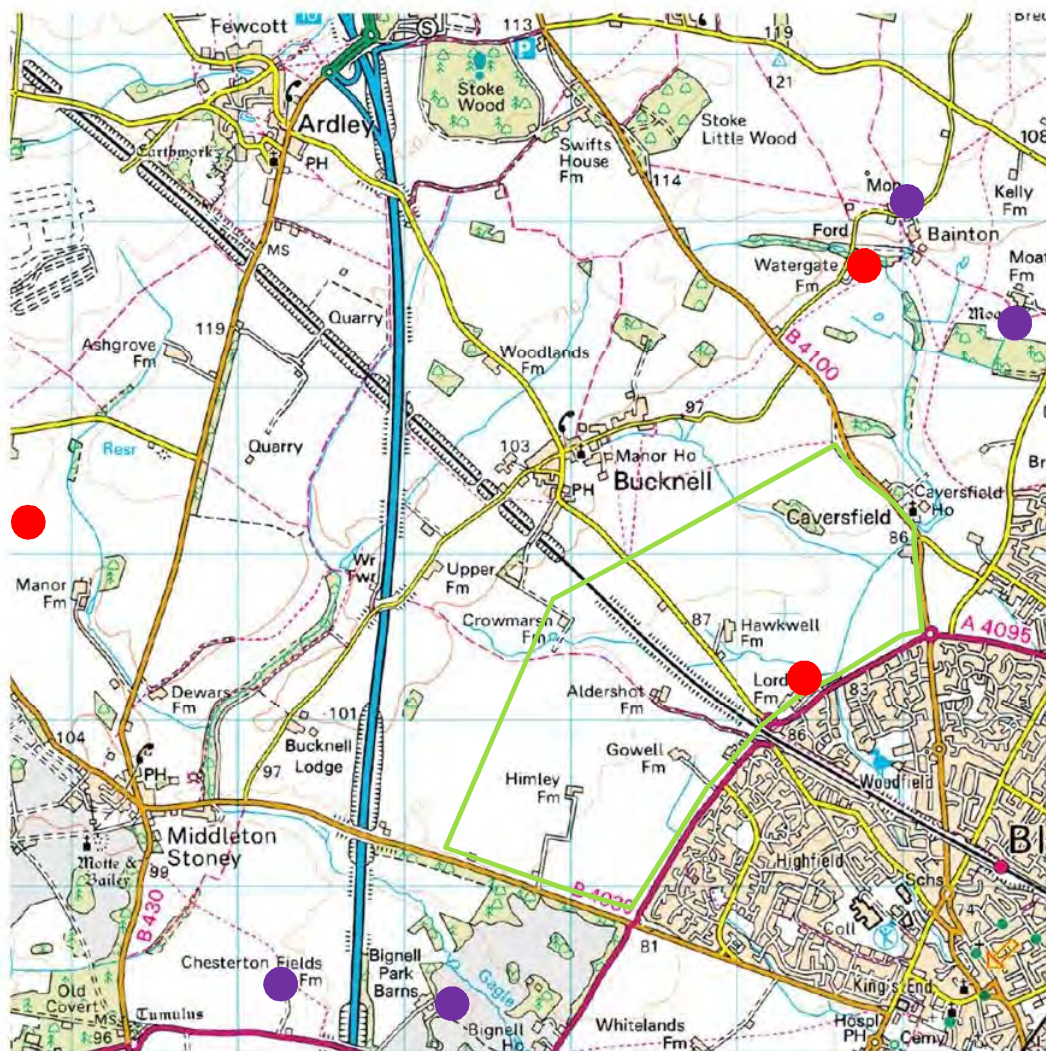 10
Fewcott
S
113
P
119
121
Stoke
Wood
Stoke
Little Wood
Swifts
House
Fm
114
Ardley
Earthworks
PH
108
Kelly
Fm
Ford
Bainton
Watergate
Fm
MS
Moat
Fm
Quarry
119
Ashgrove
Fm
Woodlands
Fm
B 4100
Resr
Quarry
103
97
Manor Ho
Bucknell
PH
Caversfield
Ho
Caversfield
86
Wr
Twr
Manor
Fm
Upper
Fm
Crowmarsh
Fm
87
Hawkwell
Fm
A 4095
Lord
Fm
83
Aldershot
Fm
86
Dewars
Fm
101
Bucknell
Lodge
Gowell
Fm
104
PH
97
Himley
Fm
Woodfield
Middleton
Stoney
Motte &
Bailey
99
B 430
Highfield
Schs
74
Coll
81
Chesterton Fields
Fm
Bignell
Park
Barns
Gagle
King's End
Old
Covert
MS
96
Tumulus
Bignell
Ho
Whitelands
Fm
Hospl
PH
Cemy